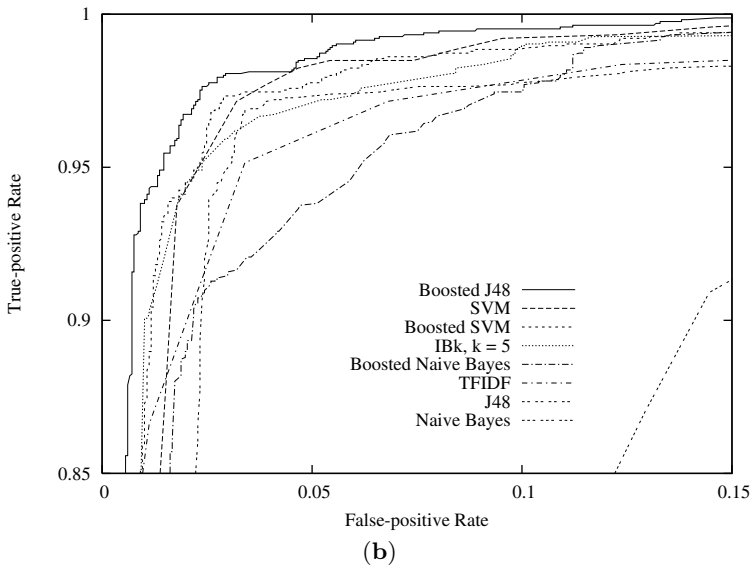 1
0.95
0.9
0.85
True-positive Rate
Boosted J48
SVM
Boosted SVM
IBk, k = 5
Boosted Naive Bayes
TFIDF
J48
Naive Bayes
0
0.05
0.1
0.15
False-positive Rate
(b)